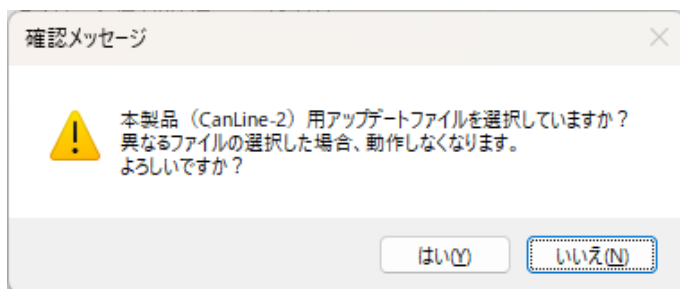 確認メッセージ
本製品（CanLine-2）用アップデートファイルを選択していますか？
異なるファイルの選択した場合、動作しなくなります。
よろしいですか？
はい(Y)
いいえ(N)